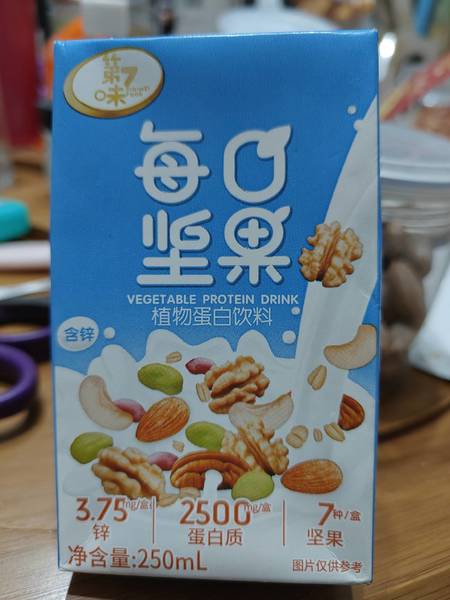 第7
味
每口
坚果
VEGETABLE PROTEIN DRINK
植物蛋白饮料
含锌
3.75mg/盒 2500mg/盒 7种/盒
锌 蛋白质 坚果
净含量:250mL
图片仅供参考